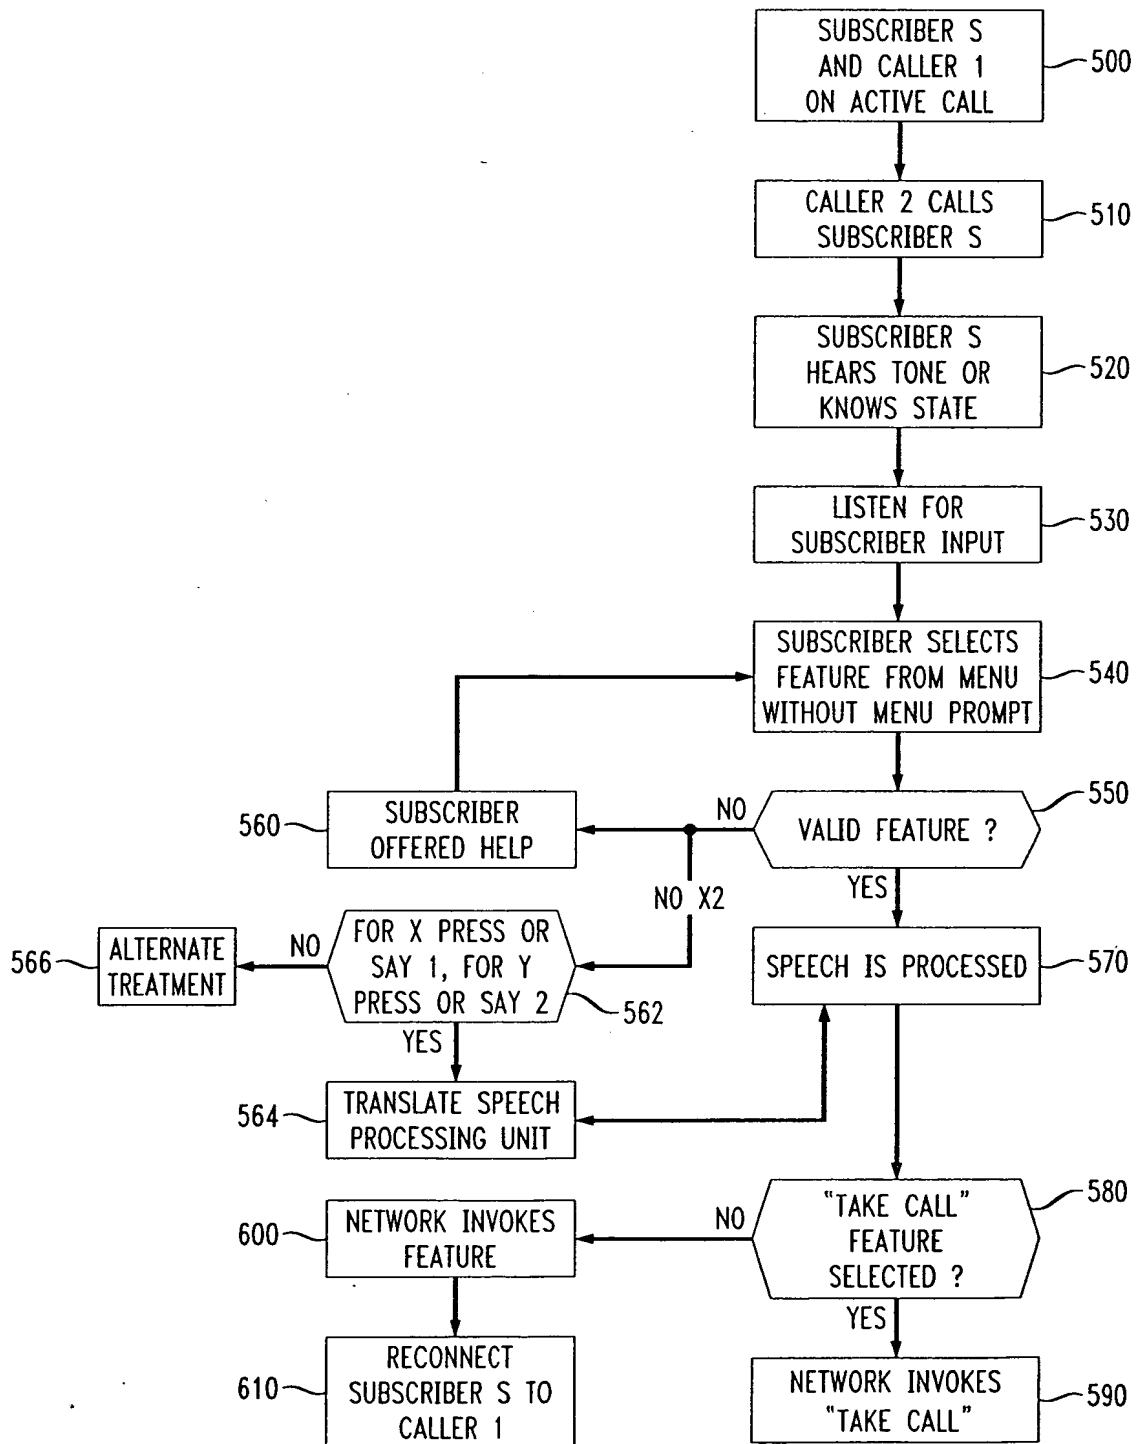 SUBSCRIBER S
AND CALLER 1
ON ACTIVE CALL
500
CALLER 2 CALLS
SUBSCRIBER S
510
SUBSCRIBER S
HEARS TONE OR
KNOWS STATE
520
LISTEN FOR
SUBSCRIBER INPUT
530
SUBSCRIBER SELECTS
FEATURE FROM MENU
WITHOUT MENU PROMPT
540
VALID FEATURE ?
550
NO
YES
560
SUBSCRIBER
OFFERED HELP
NO X2
FOR X PRESS OR
SAY 1, FOR Y
PRESS OR SAY 2
562
NO
YES
566
ALTERNATE
TREATMENT
SPEECH IS PROCESSED
570
564
TRANSLATE SPEECH
PROCESSING UNIT
"TAKE CALL"
FEATURE
SELECTED ?
580
NO
YES
600
NETWORK INVOKES
FEATURE
610
RECONNECT
SUBSCRIBER S TO
CALLER 1
NETWORK INVOKES
"TAKE CALL"
590